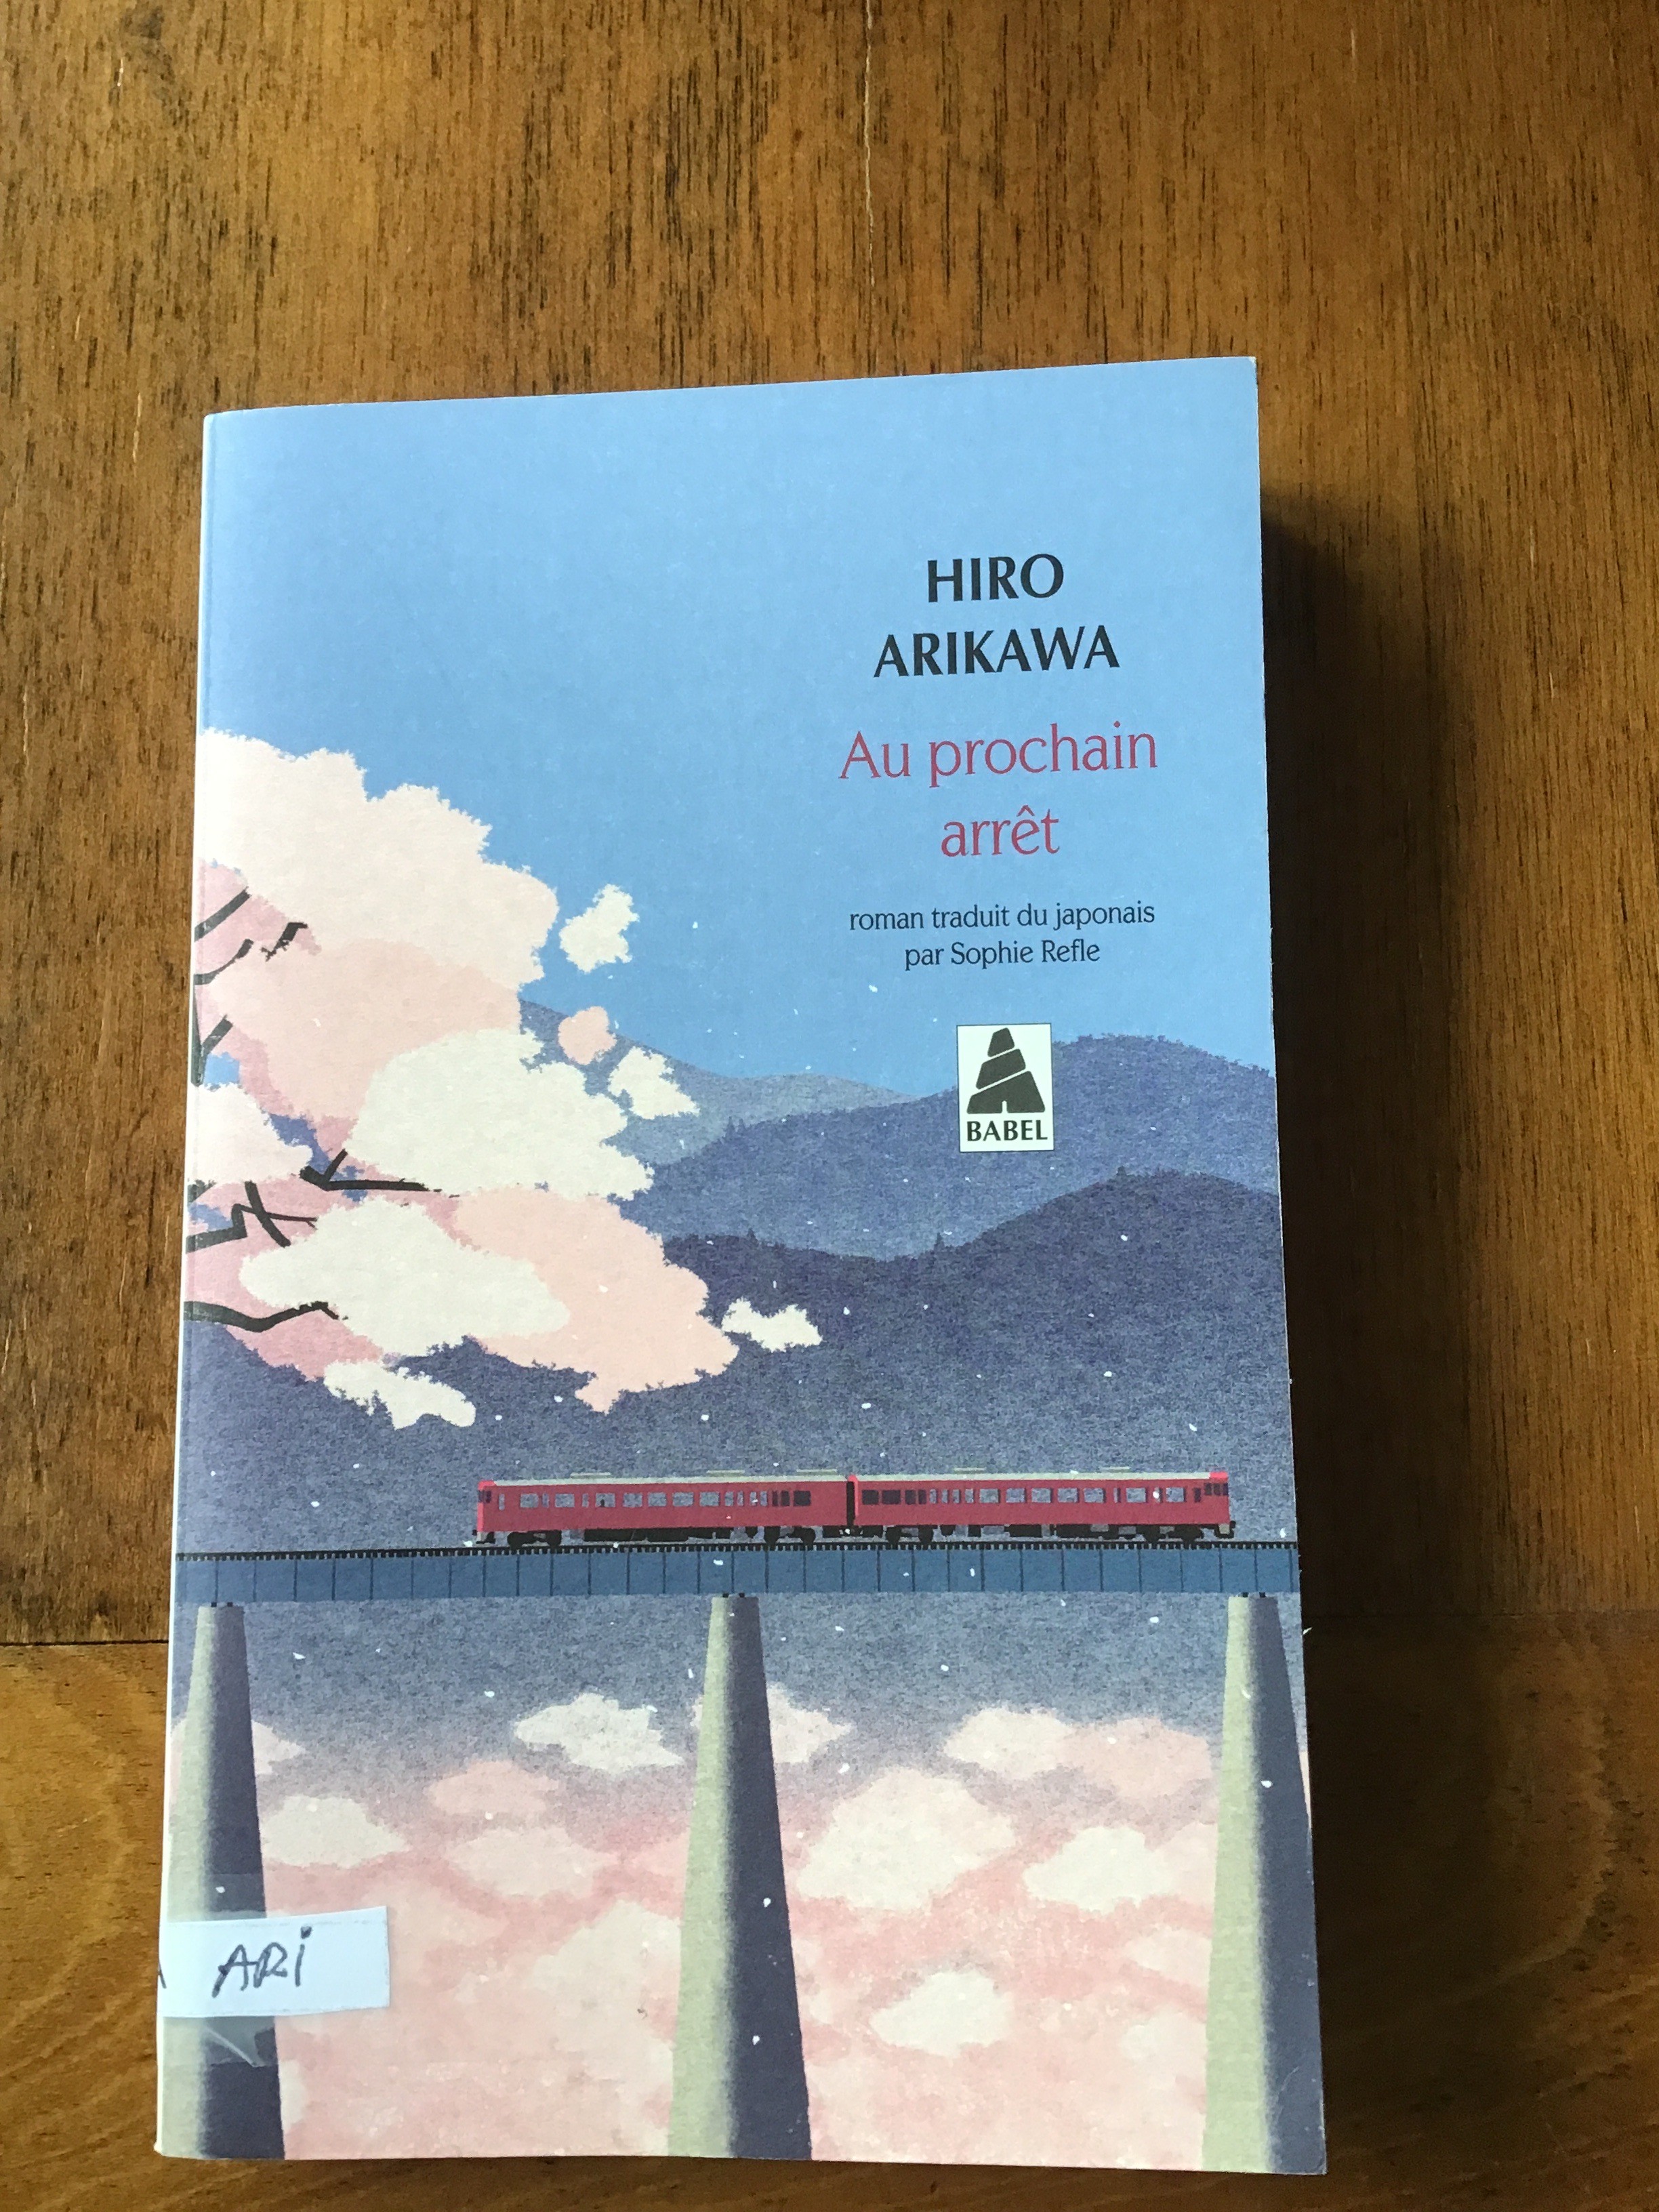 HIRO
ARIKAWA
Au prochain
arrêt
roman traduit du japonais
par Sophie Refle
BABEL
ARi